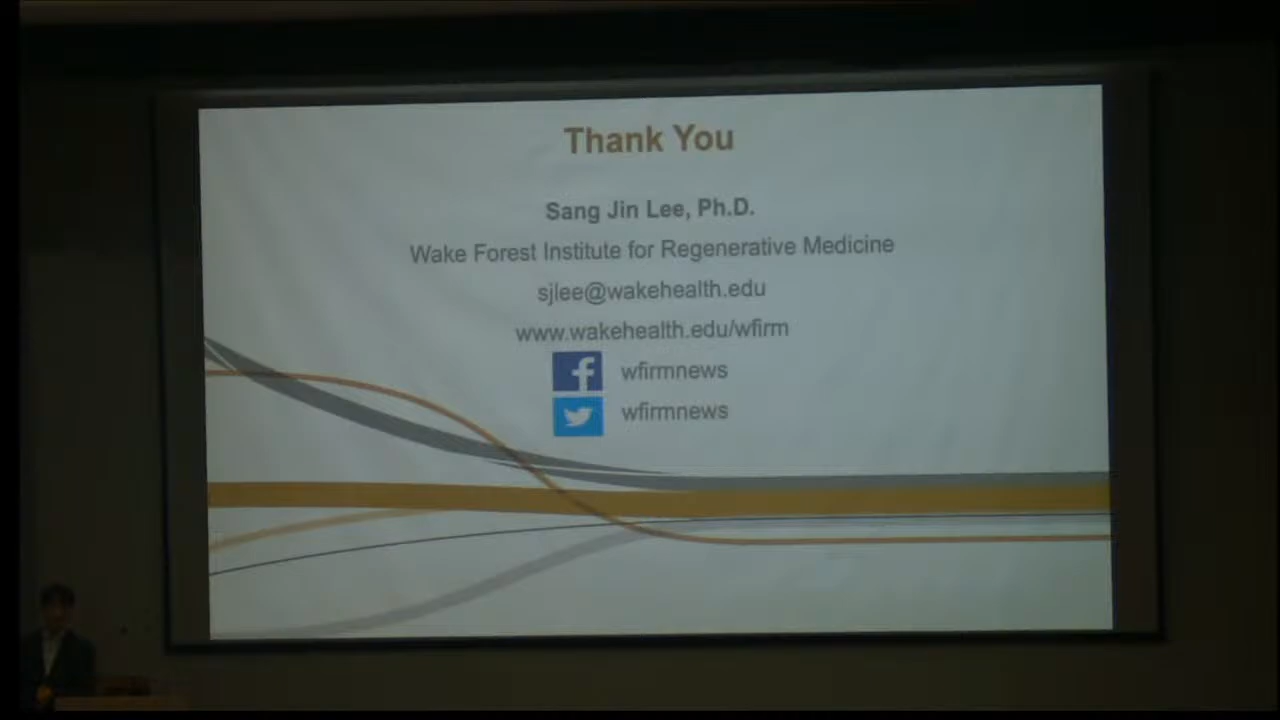 Thank You
Sang Jin Lee, Ph.D.
Wake Forest Institute for Regenerative Medicine
sjlee@wakehealth.edu
www.wakehealth.edu/wfirm
wfirmnews
wfirmnews